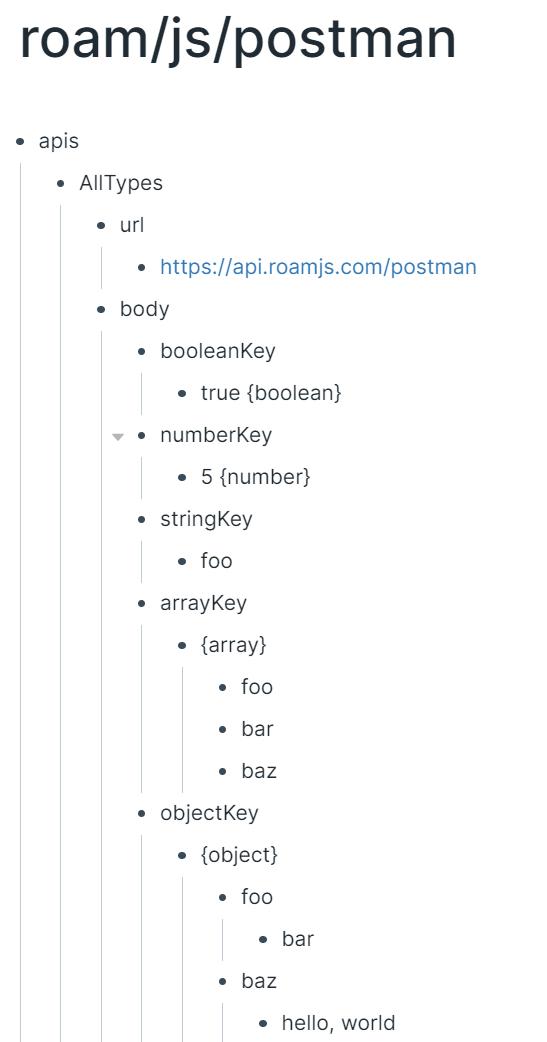 roam/js/postman
apis
AllTypes
url
https://api.roamjs.com/postman
body
booleanKey
true {boolean}
numberKey
5 {number}
stringKey
foo
arrayKey
{array}
foo
bar
baz
objectKey
{object}
foo
bar
baz
hello, world